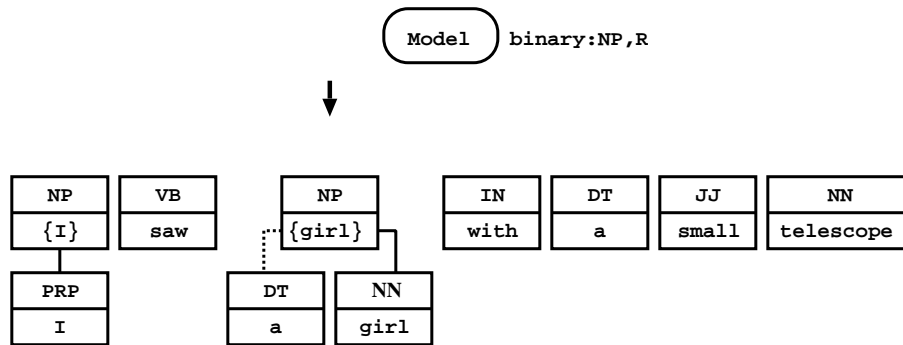 Model binary:NP,R
NP VB NP IN DT JJ NN
{I} saw {girl} with a small telescope
PRP DT NN
I a girl